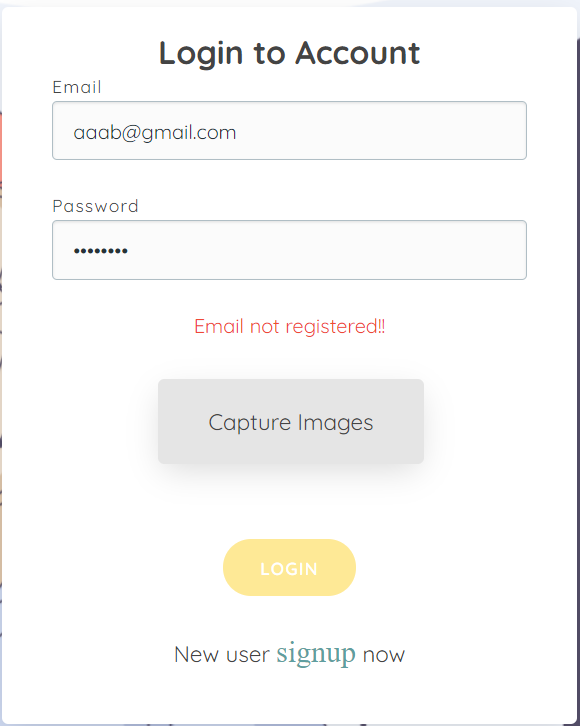 Login to Account
Email
aaab@gmail.com
Password
••••••••
Email not registered!!
Capture Images
LOGIN
New user signup now